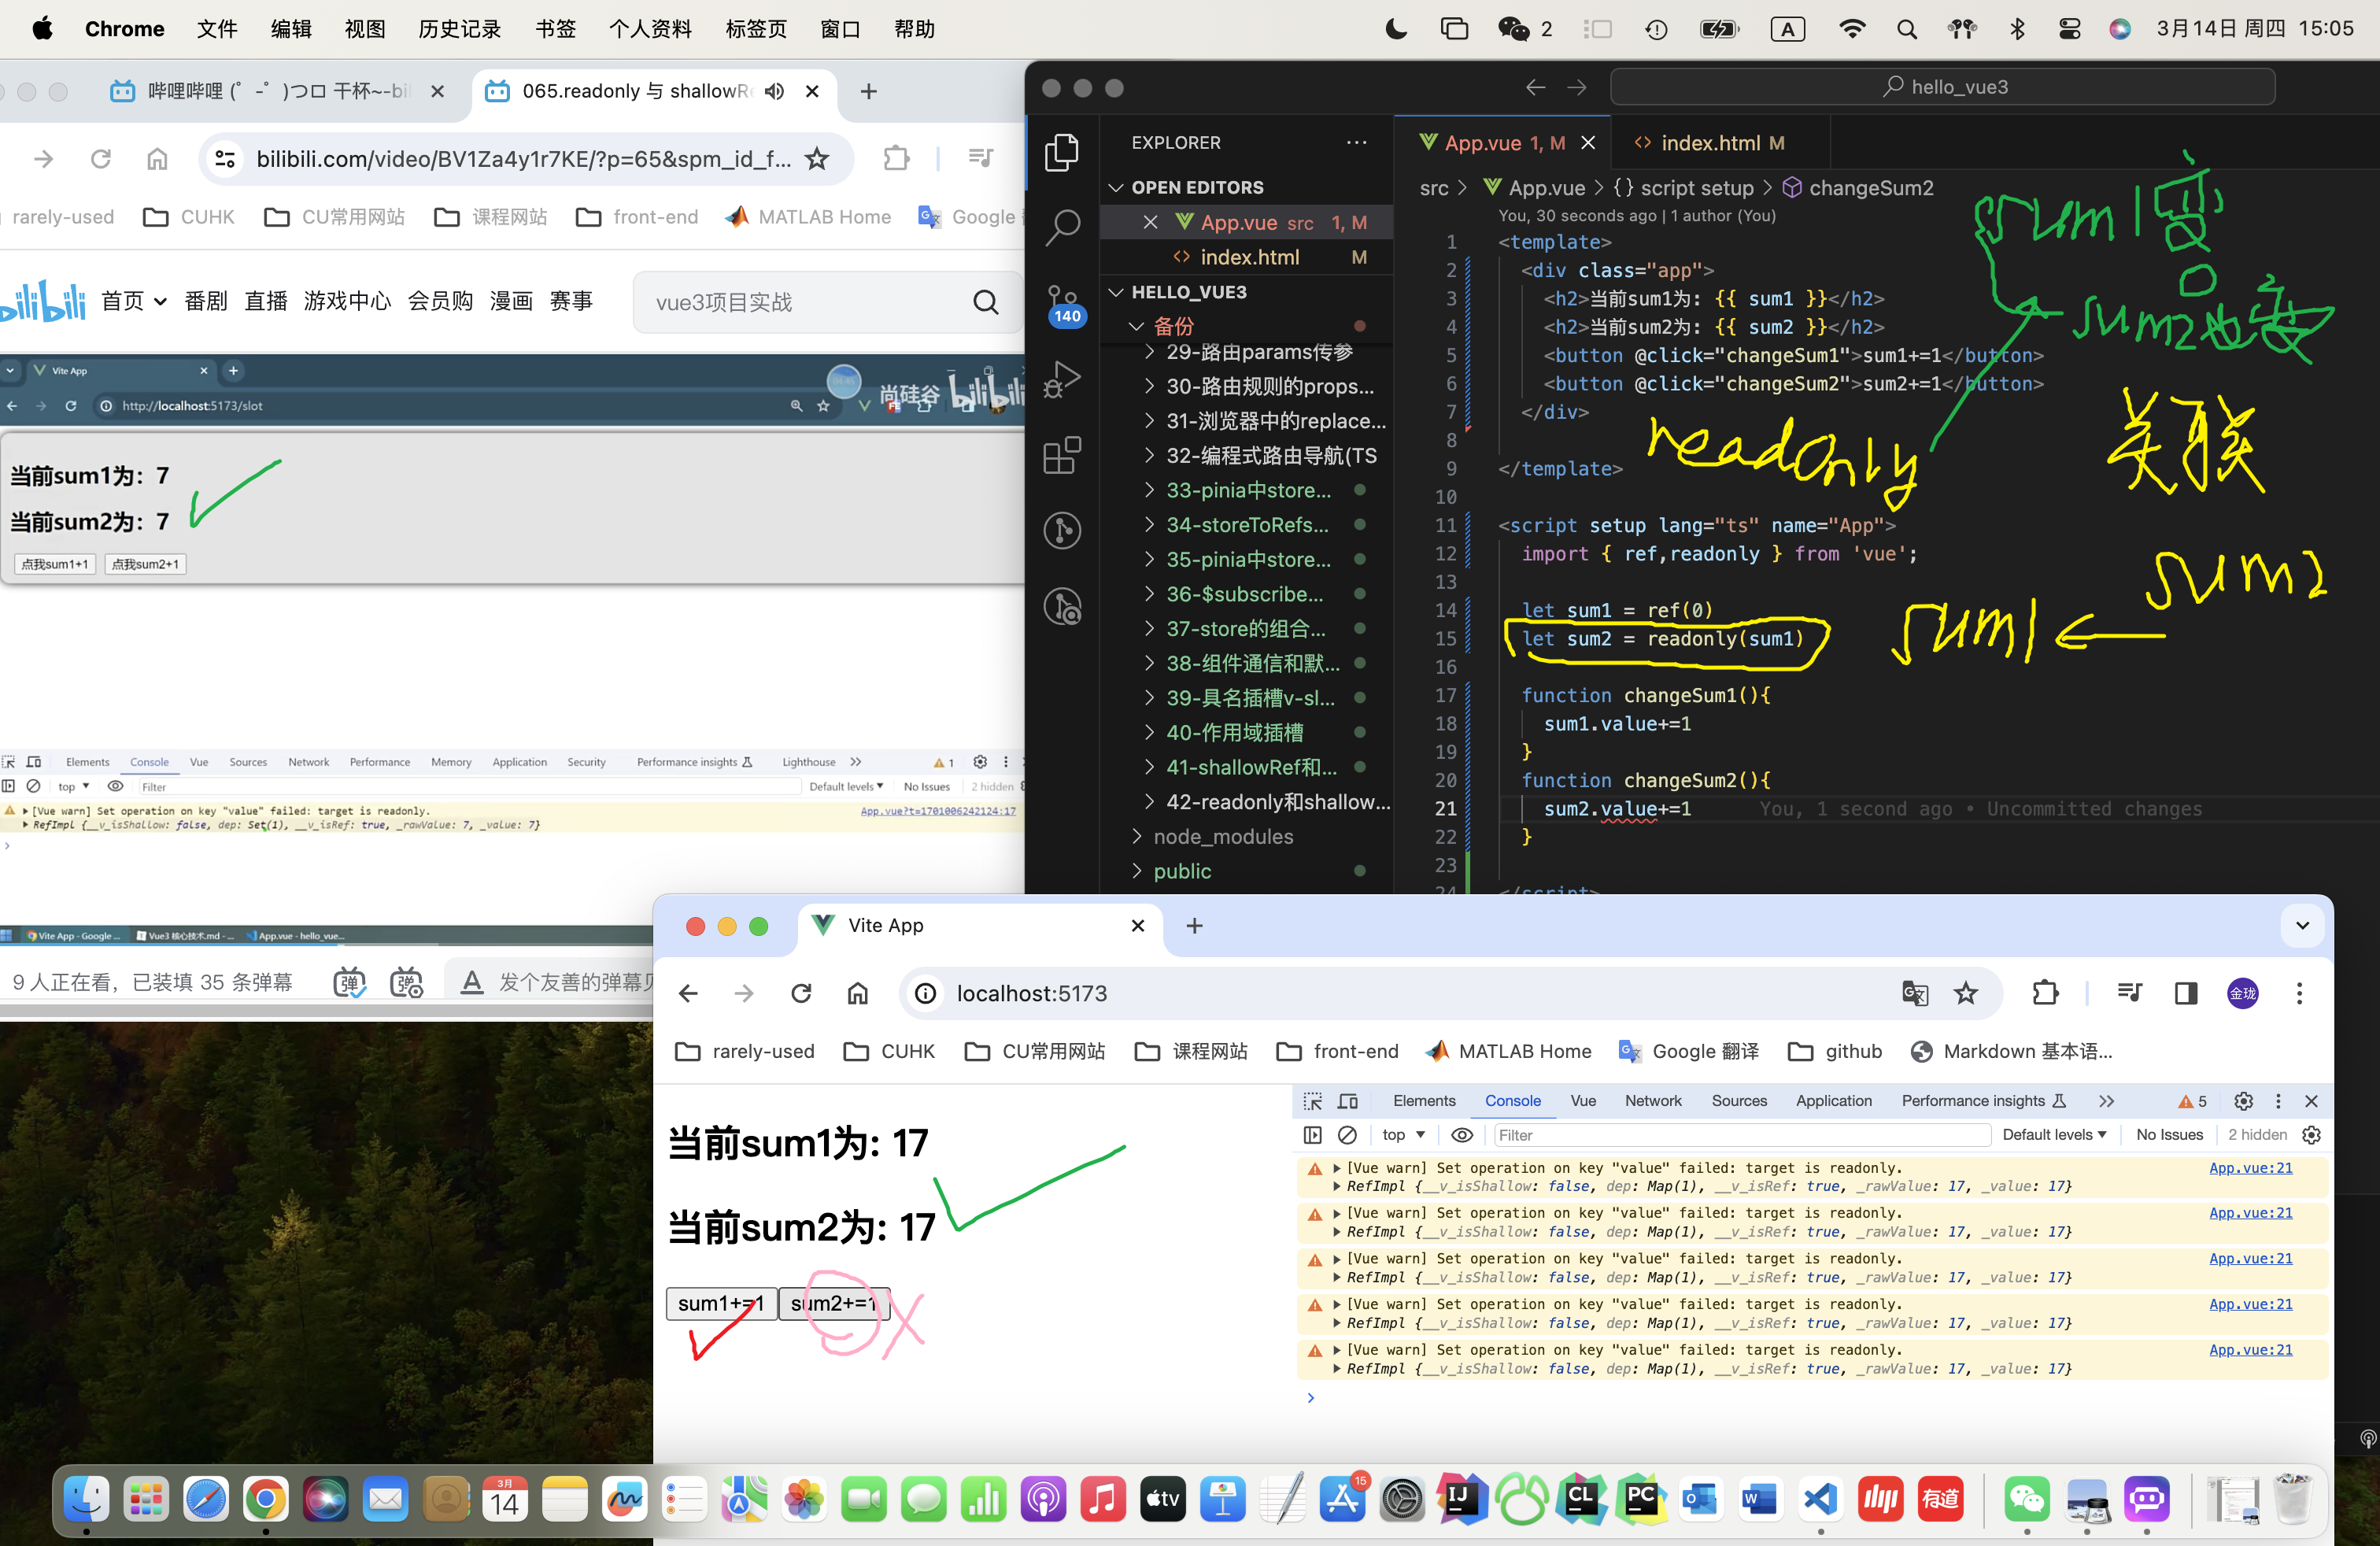 Chrome 文件 编辑 视图 历史记录 书签 个人资料 标签页 窗口 帮助 2 A 3月14日 周四 15:05
哔哩哔哩 (゜-゜)つロ 干杯~-bi
065.readonly 与 shallowRe
bilibili.com/video/BV1Za4y1r7KE/?p=65&spm_id_f...
rarely-used CUHK CU常用网站 课程网站 front-end MATLAB Home Google
bilibili 首页 番剧 直播 游戏中心 会员购 漫画 赛事 vue3项目实战
Vite App
http://localhost:5173/slot
尚硅谷 bilibili
当前sum1为: 7
当前sum2为: 7
点我sum1+1 点我sum2+1
Elements Console Vue Sources Network Performance Memory Application Security Performance insights Lighthouse 1
top Filter Default levels No Issues 2 hidden
[Vue warn] Set operation on key "value" failed: target is readonly. App.vue?t=1701006242124:17
RefImpl {__v_isShallow: false, dep: Set(1), __v_isRef: true, _rawValue: 7, _value: 7}
Vite App - Google ... Vue3 核心技术.md - ... App.vue - hello_vue...
9 人正在看, 已装填 35 条弹幕 弹 弹 A 发个友善的弹幕见
hello_vue3
EXPLORER
OPEN EDITORS
App.vue src 1, M
index.html M
HELLO_VUE3
140
备份
29-路由params传参
30-路由规则的props...
31-浏览器中的replace...
32-编程式路由导航(TS
33-pinia中store...
34-storeToRefs...
35-pinia中store...
36-$subscribe...
37-store的组合...
38-组件通信和默...
39-具名插槽v-sl...
40-作用域插槽
41-shallowRef和...
42-readonly和shallow...
node_modules
public
App.vue 1, M index.html M
src > App.vue > {} script setup > changeSum2
You, 30 seconds ago | 1 author (You)
1 <template>
2 <div class="app">
3 <h2>当前sum1为: {{ sum1 }}</h2>
4 <h2>当前sum2为: {{ sum2 }}</h2>
5 <button @click="changeSum1">sum1+=1</button>
6 <button @click="changeSum2">sum2+=1</button>
7 </div>
8
9 </template>
10
11 <script setup lang="ts" name="App">
12 import { ref,readonly } from 'vue';
13
14 let sum1 = ref(0)
15 let sum2 = readonly(sum1)
16
17 function changeSum1(){
18 sum1.value+=1
19 }
20 function changeSum2(){
21 sum2.value+=1 You, 1 second ago • Uncommitted changes
22 }
23
24 </script>
sum1变
sum2也变
readonly
关联
sum1 ← sum2
Vite App
localhost:5173
金珑
rarely-used CUHK CU常用网站 课程网站 front-end MATLAB Home Google 翻译 github Markdown 基本语...
当前sum1为: 17
当前sum2为: 17
sum1+=1 sum2+=1
Elements Console Vue Network Sources Application Performance insights 5
top Filter Default levels No Issues 2 hidden
[Vue warn] Set operation on key "value" failed: target is readonly. App.vue:21
RefImpl {__v_isShallow: false, dep: Map(1), __v_isRef: true, _rawValue: 17, _value: 17}
[Vue warn] Set operation on key "value" failed: target is readonly. App.vue:21
RefImpl {__v_isShallow: false, dep: Map(1), __v_isRef: true, _rawValue: 17, _value: 17}
[Vue warn] Set operation on key "value" failed: target is readonly. App.vue:21
RefImpl {__v_isShallow: false, dep: Map(1), __v_isRef: true, _rawValue: 17, _value: 17}
[Vue warn] Set operation on key "value" failed: target is readonly. App.vue:21
RefImpl {__v_isShallow: false, dep: Map(1), __v_isRef: true, _rawValue: 17, _value: 17}
[Vue warn] Set operation on key "value" failed: target is readonly. App.vue:21
RefImpl {__v_isShallow: false, dep: Map(1), __v_isRef: true, _rawValue: 17, _value: 17}
3月 14 tv 15 IJ CL PC W 有道